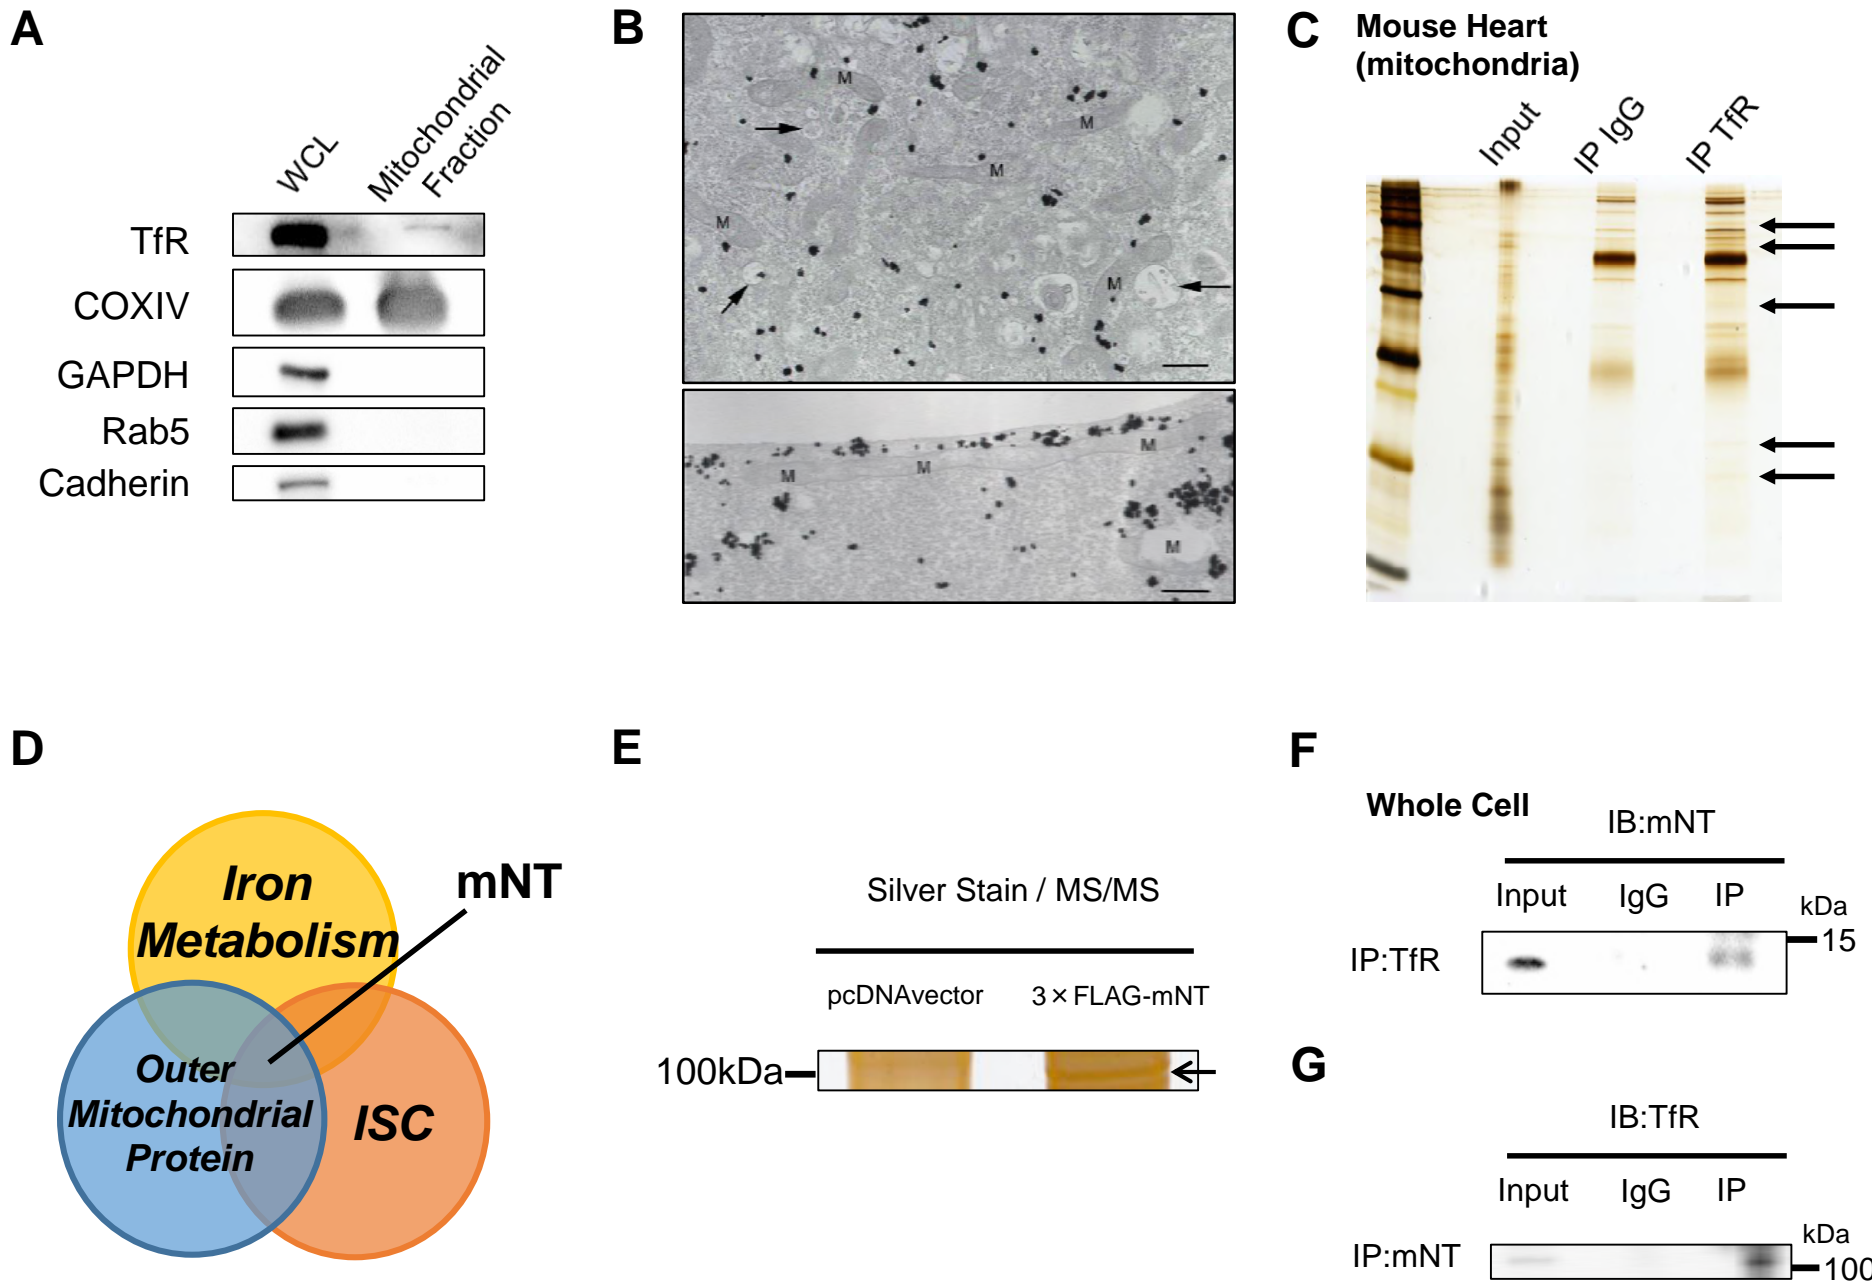 A
WCL
Mitochondrial
Fraction
TfR
COXIV
GAPDH
Rab5
Cadherin
B
M
M
M
M
M
M
M
M
M
C
Mouse Heart
(mitochondria)
Input
IP IgG
IP TfR
D
Iron
Metabolism
mNT
Outer
Mitochondrial
Protein
ISC
E
Silver Stain / MS/MS
pcDNAvector
3×FLAG-mNT
100kDa
F
Whole Cell
IB:mNT
Input IgG IP
kDa
15
IP:TfR
G
IB:TfR
Input IgG IP
kDa
100
IP:mNT